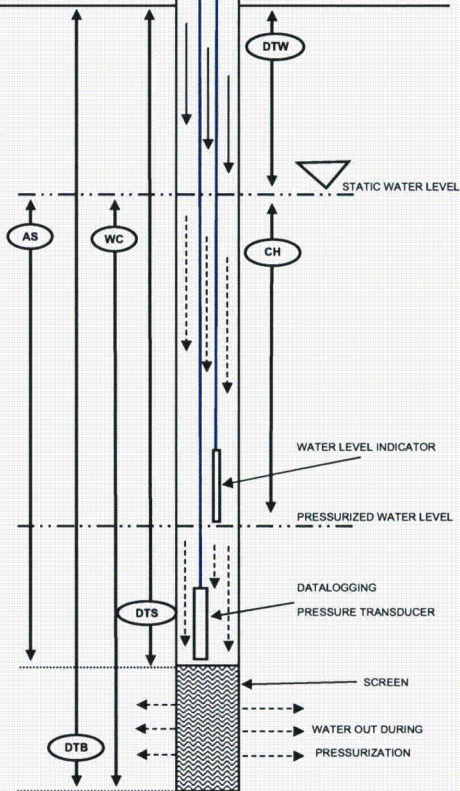 DTW
STATIC WATER LEVEL
AS
WC
CH
WATER LEVEL INDICATOR
PRESSURIZED WATER LEVEL
DATALOGGING
PRESSURE TRANSDUCER
DTS
SCREEN
WATER OUT DURING
PRESSURIZATION
DTB